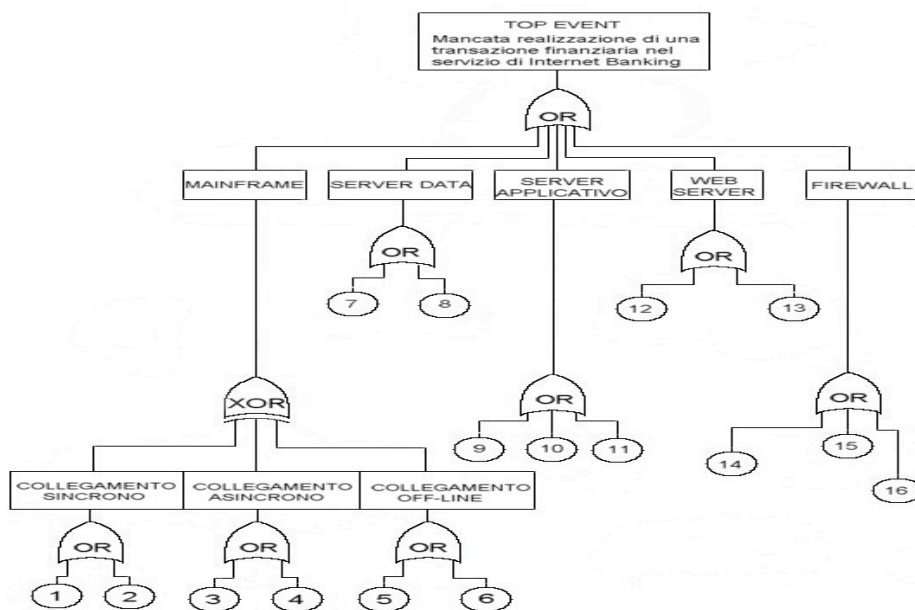 TOP EVENT
Mancata realizzazione di una
transazione finanziaria nel
servizio di Internet Banking
OR
MAINFRAME
SERVER DATA
SERVER
APPLICATIVO
WEB
SERVER
FIREWALL
OR
7
8
OR
12
13
XOR
OR
9
10
11
OR
14
15
16
COLLEGAMENTO
SINCRONO
COLLEGAMENTO
ASINCRONO
COLLEGAMENTO
OFF-LINE
OR
1
2
OR
3
4
OR
5
6